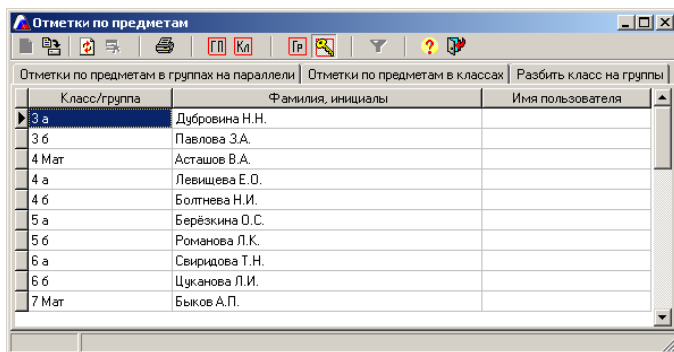 Отметки по предметам
ГП Кл Гр
Отметки по предметам в группах на параллели Отметки по предметам в классах Разбить класс на группы
Класс/группа Фамилия, инициалы Имя пользователя
3 а Дубровина Н.Н.
3 б Павлова З.А.
4 Мат Асташов В.А.
4 а Левищева Е.О.
4 б Болтнева Н.И.
5 а Берёзкина О.С.
5 б Романова Л.К.
6 а Свиридова Т.Н.
6 б Цуканова Л.И.
7 Мат Быков А.П.